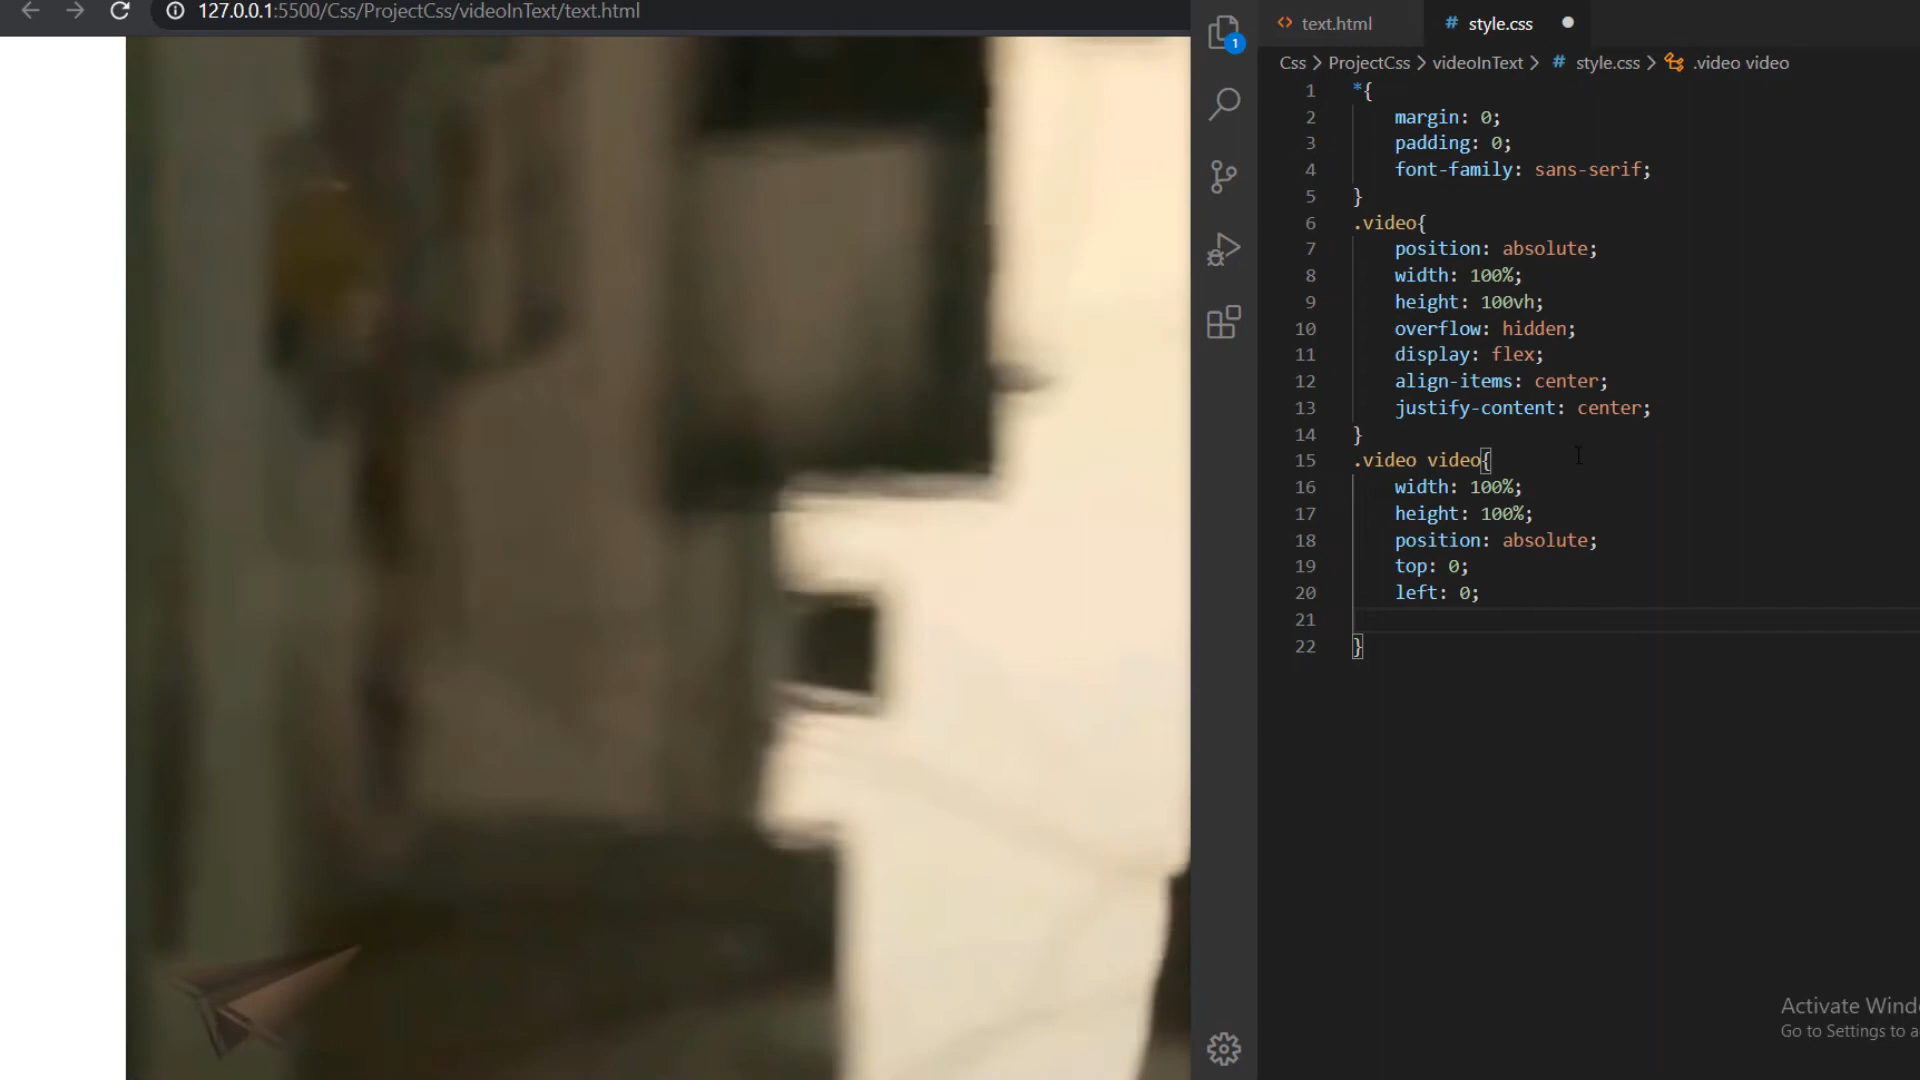 127.0.0.1:5500/Css/ProjectCss/videoInText/text.html
1
<> text.html
# style.css
Css > ProjectCss > videoInText > # style.css > .video video
1 *{
2 margin: 0;
3 padding: 0;
4 font-family: sans-serif;
5 }
6 .video{
7 position: absolute;
8 width: 100%;
9 height: 100vh;
10 overflow: hidden;
11 display: flex;
12 align-items: center;
13 justify-content: center;
14 }
15 .video video{
16 width: 100%;
17 height: 100%;
18 position: absolute;
19 top: 0;
20 left: 0;
21
22 }
Activate Wind
Go to Settings to a